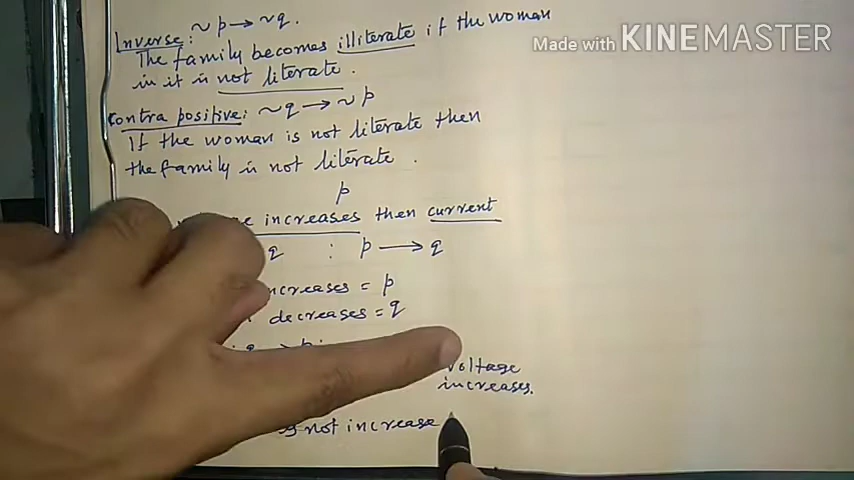 Inverse: ~p → ~q.
The family becomes illiterate if the woman
in it is not literate.
Contra positive: ~q → ~p
If the woman is not literate then
the family is not literate.
p
increases then current
q : p → q
increases = p
decreases = q
voltage
increases.
not increase
Made with KINEMASTER